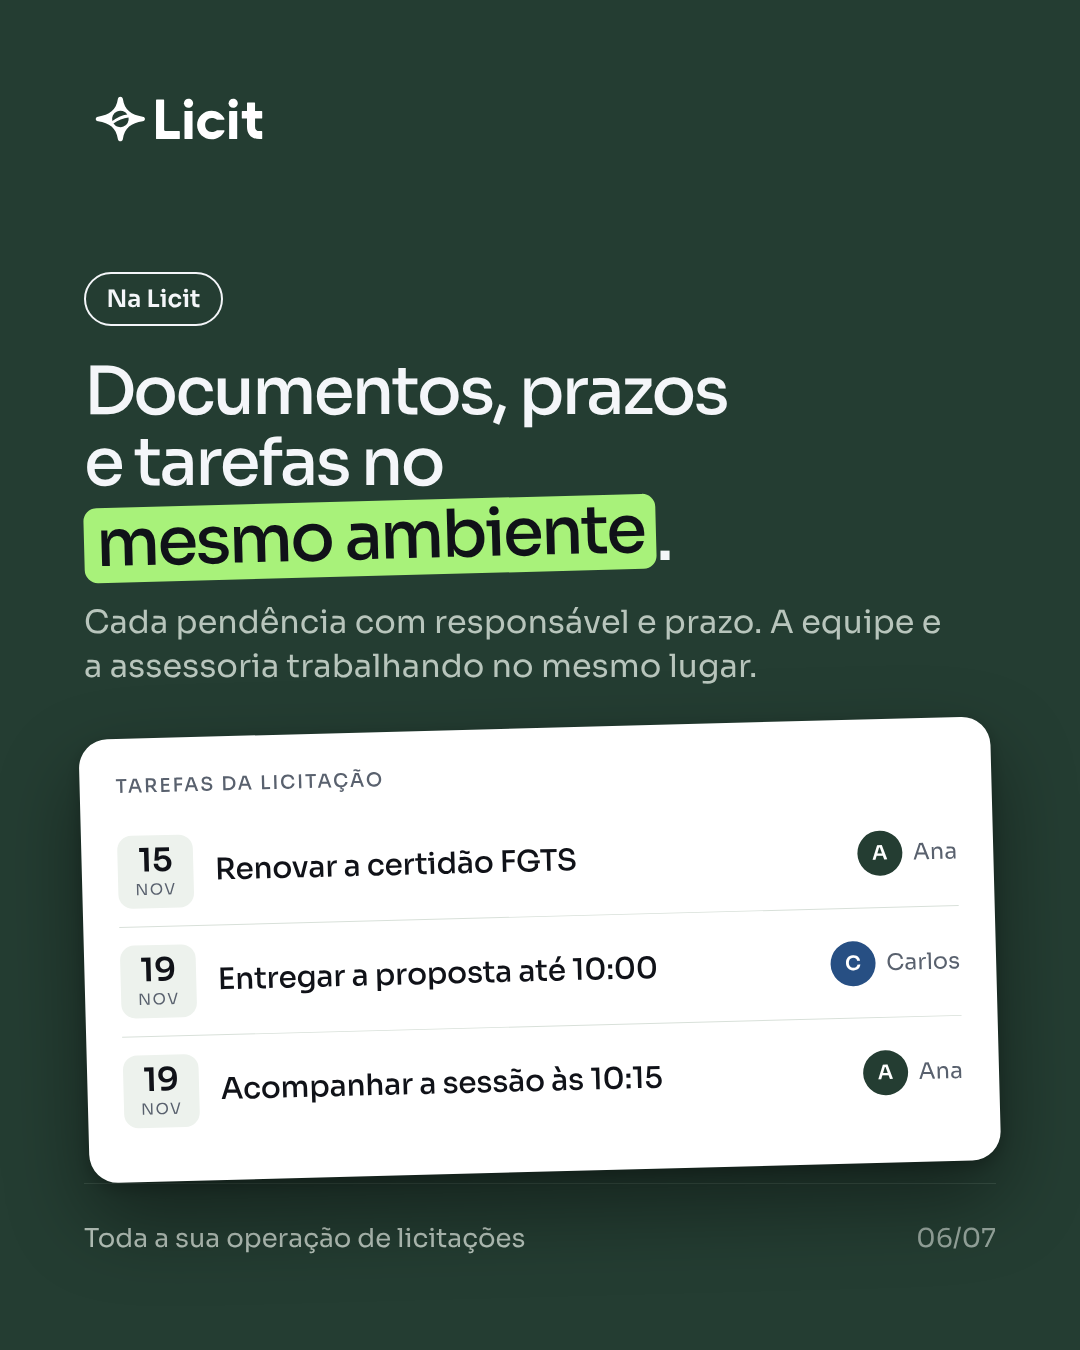 Licit
Na Licit
Documentos, prazos
e tarefas no
mesmo ambiente.
Cada pendência com responsável e prazo. A equipe e
a assessoria trabalhando no mesmo lugar.
TAREFAS DA LICITAÇÃO
15
NOV
Renovar a certidão FGTS
A
Ana
19
NOV
Entregar a proposta até 10:00
C
Carlos
19
NOV
Acompanhar a sessão às 10:15
A
Ana
Toda a sua operação de licitações
06/07